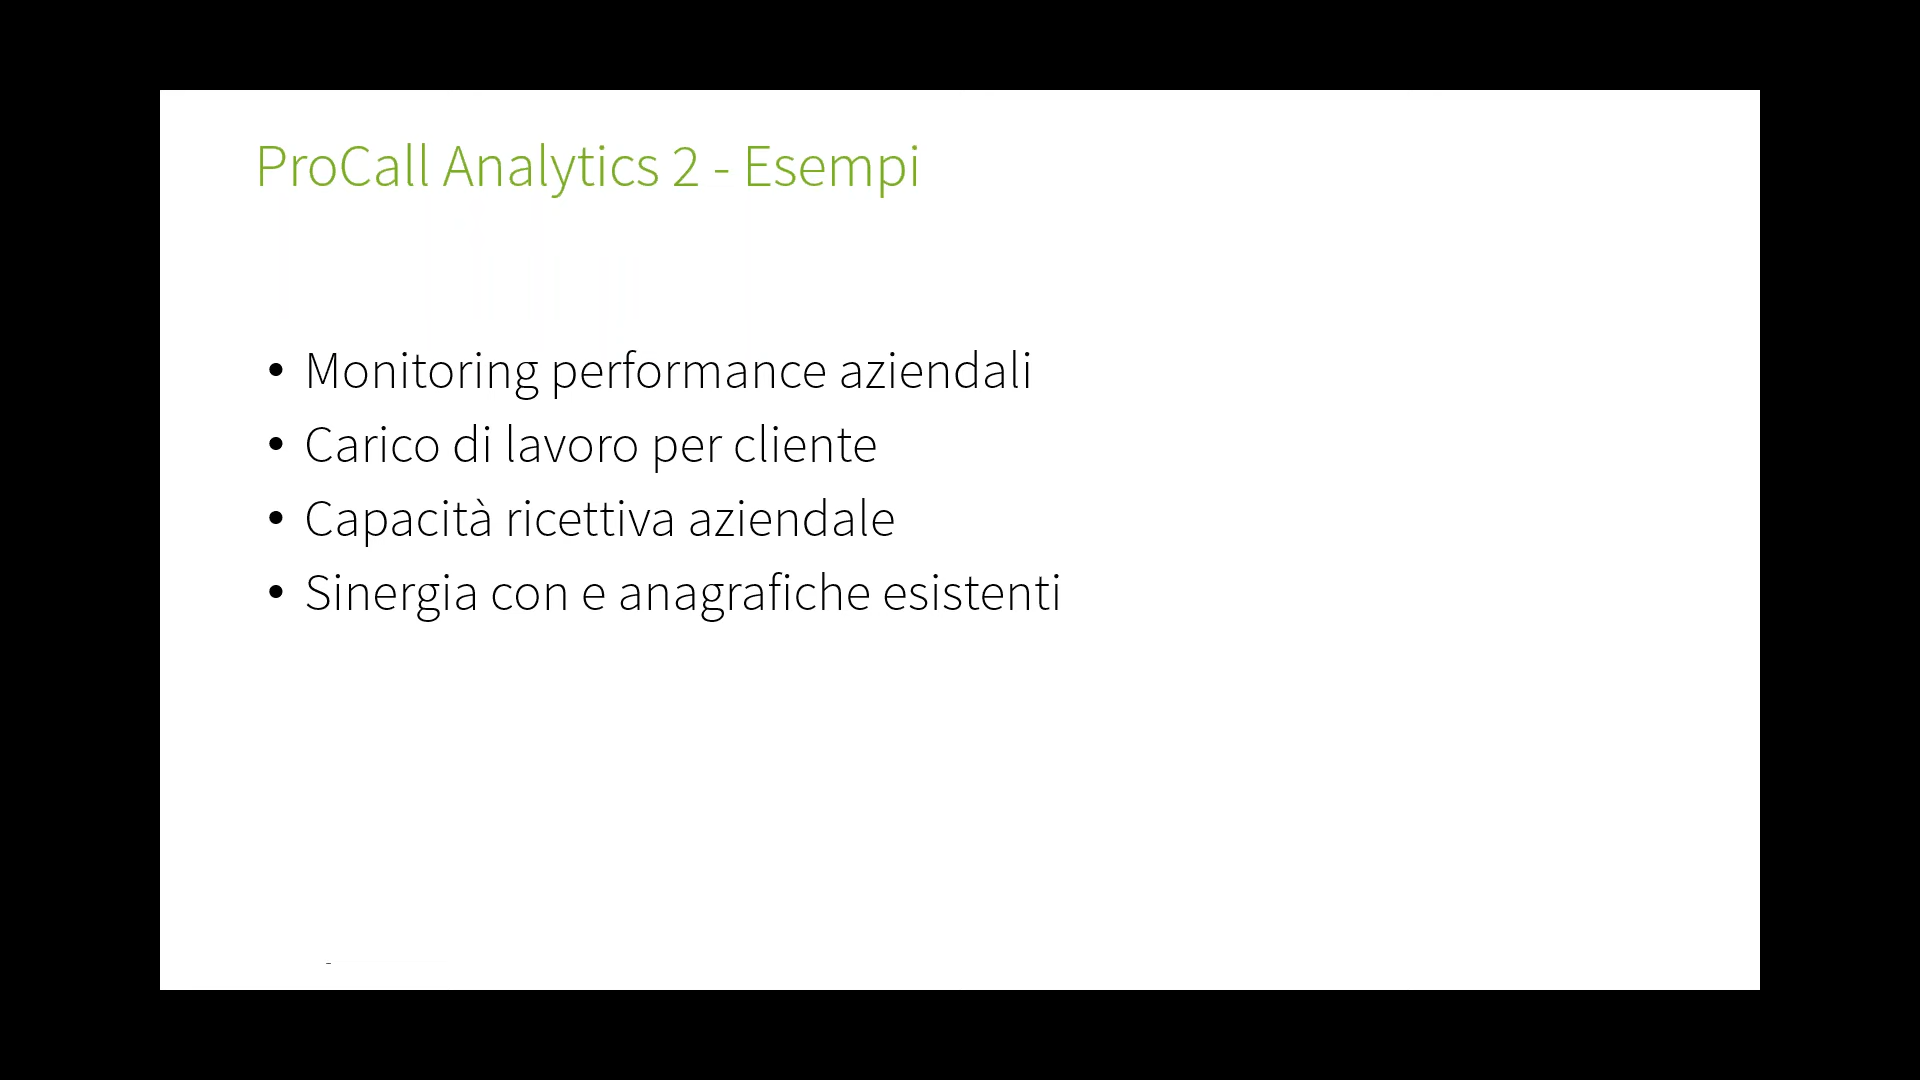 ProCall Analytics 2 - Esempi
• Monitoring performance aziendali
• Carico di lavoro per cliente
• Capacità ricettiva aziendale
• Sinergia con e anagrafiche esistenti
-